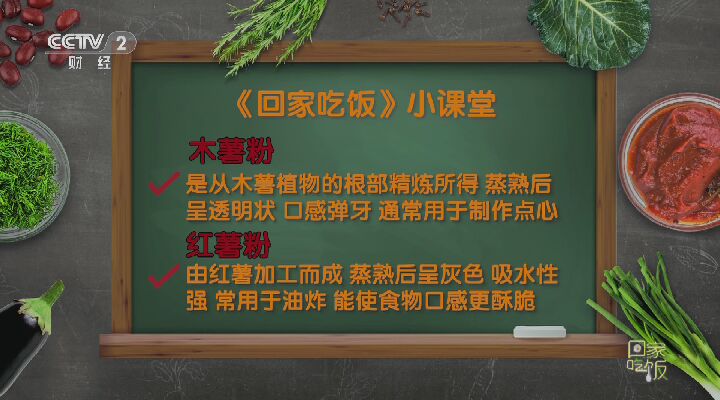 CCTV 2
财经
《回家吃饭》小课堂
木薯粉
是从木薯植物的根部精炼所得 蒸熟后
呈透明状 口感弹牙 通常用于制作点心
红薯粉
由红薯加工而成 蒸熟后呈灰色 吸水性
强 常用于油炸 能使食物口感更酥脆
回家
吃饭